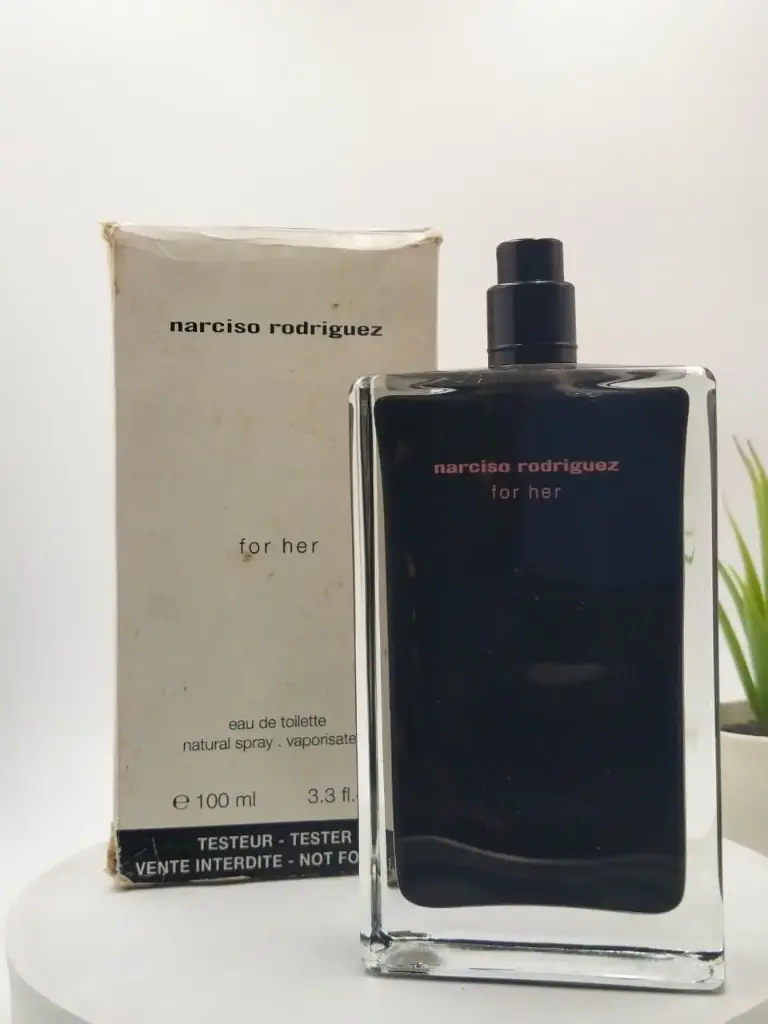 narciso rodriguez
for her
eau de toilette
natural spray . vaporisate
℮ 100 ml 3.3 fl.
TESTEUR - TESTER
VENTE INTERDITE - NOT FO
narciso rodriguez
for her